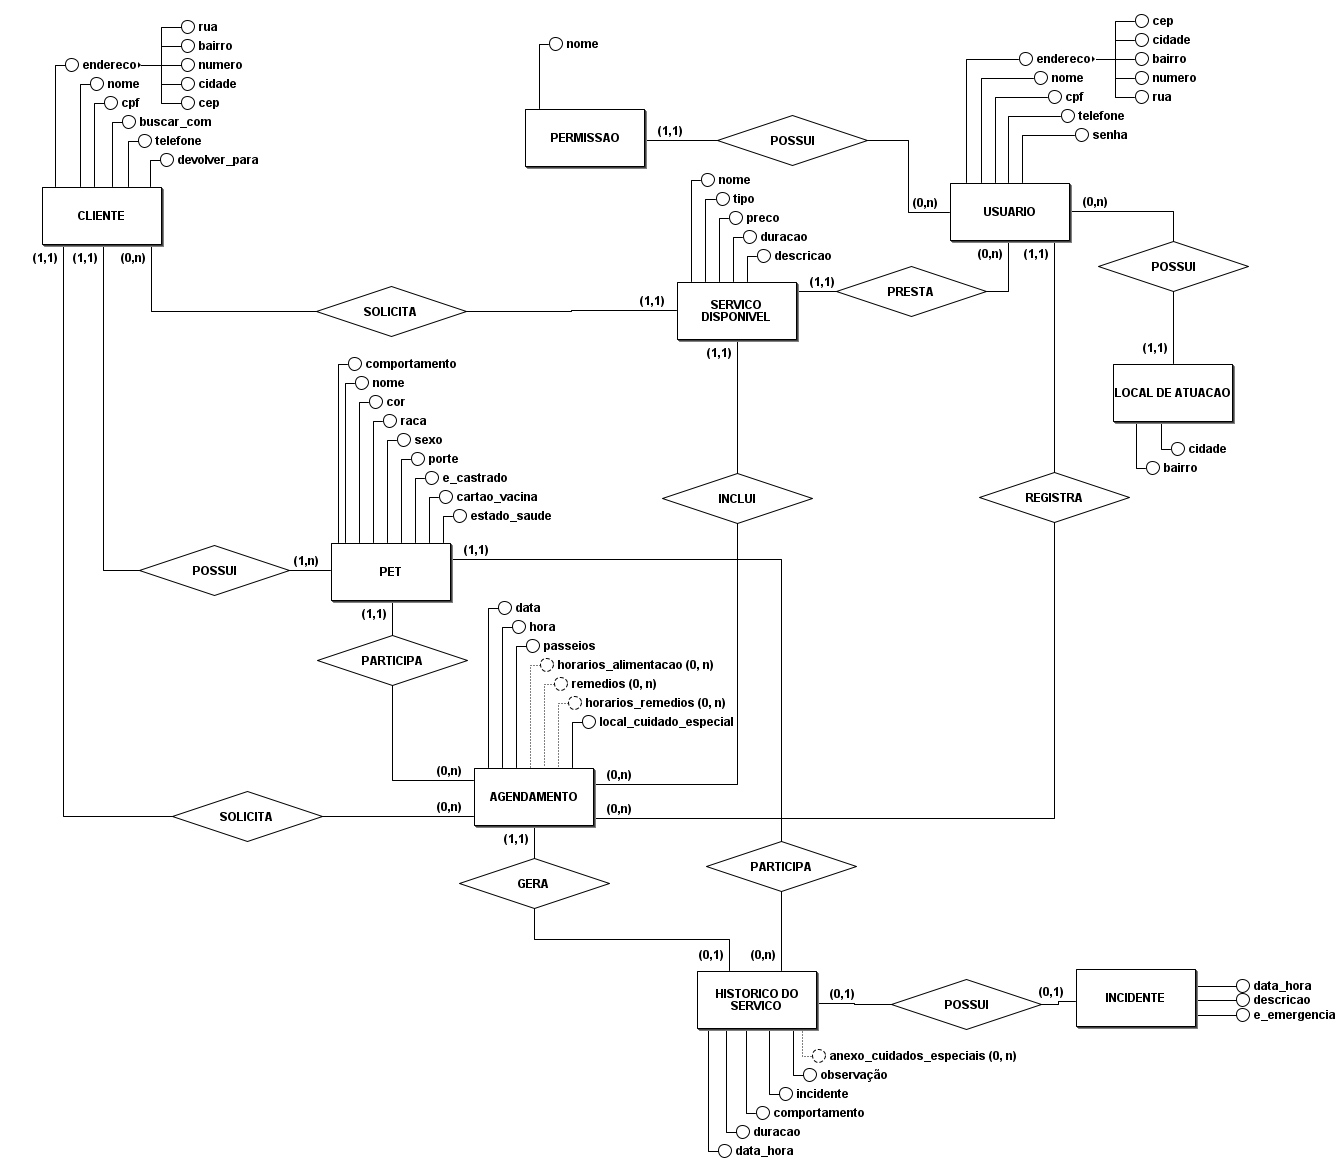 rua
bairro
endereco
numero
nome
cidade
cpf
cep
buscar_com
telefone
devolver_para
CLIENTE
(1,1)
(1,1)
(0,n)
nome
PERMISSAO
(1,1)
POSSUI
(0,n)
cep
cidade
endereco
bairro
nome
numero
cpf
rua
telefone
senha
USUARIO
(0,n)
(0,n)
(1,1)
POSSUI
(1,1)
LOCAL DE ATUACAO
cidade
bairro
nome
tipo
preco
duracao
descricao
SOLICITA
(1,1)
SERVICO
DISPONIVEL
(1,1)
PRESTA
(1,1)
INCLUI
REGISTRA
comportamento
nome
cor
raca
sexo
porte
e_castrado
cartao_vacina
estado_saude
POSSUI
(1,n)
PET
(1,1)
(1,1)
PARTICIPA
data
hora
passeios
horarios_alimentacao (0, n)
remedios (0, n)
horarios_remedios (0, n)
local_cuidado_especial
(0,n)
(0,n)
AGENDAMENTO
SOLICITA
(0,n)
(0,n)
(1,1)
GERA
PARTICIPA
(0,1)
(0,n)
HISTORICO DO
SERVICO
(0,1)
POSSUI
(0,1)
INCIDENTE
data_hora
descricao
e_emergencia
anexo_cuidados_especiais (0, n)
observação
incidente
comportamento
duracao
data_hora